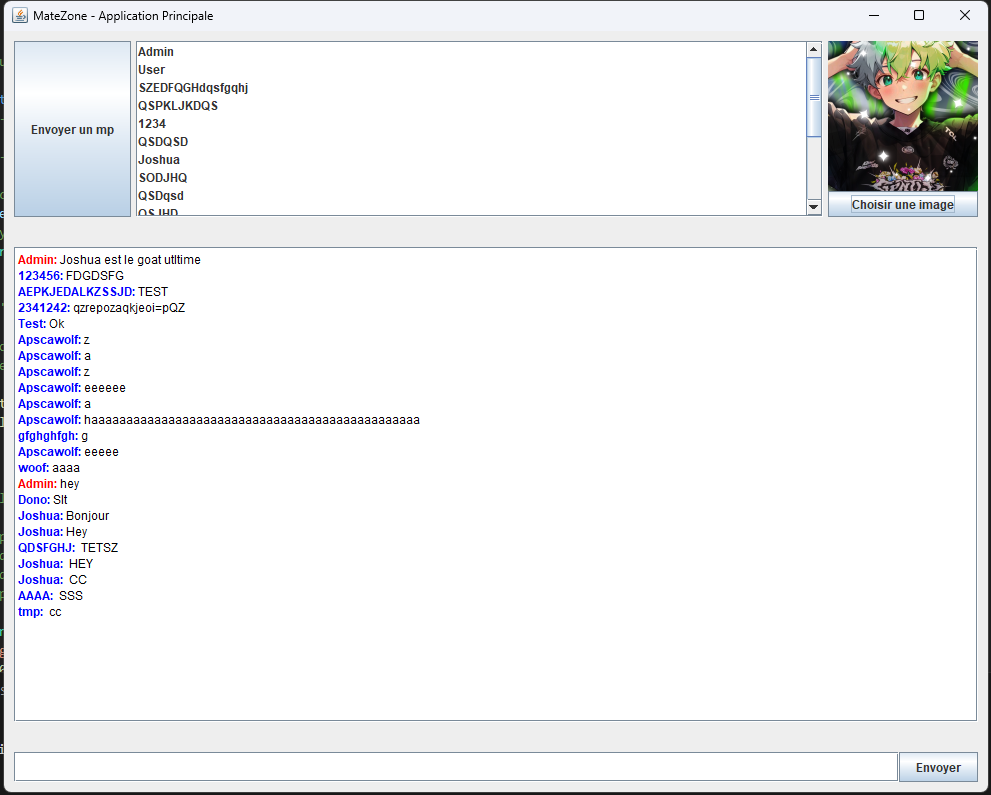 MateZone - Application Principale
Envoyer un mp
Admin
User
SZEDFQGHdqsfgqhj
QSPKLJKDQS
1234
QSDQSD
Joshua
SODJHQ
QSDqsd
QSJHD
Choisir une image
Admin: Joshua est le goat utltime
123456: FDGDSFG
AEPKJEDALKZSSJD: TEST
2341242: qzrepozaqkjeoi=pQZ
Test: Ok
Apscawolf: z
Apscawolf: a
Apscawolf: z
Apscawolf: eeeeee
Apscawolf: a
Apscawolf: haaaaaaaaaaaaaaaaaaaaaaaaaaaaaaaaaaaaaaaaaaaaaaa
gfghghfgh: g
Apscawolf: eeeee
woof: aaaa
Admin: hey
Dono: Slt
Joshua: Bonjour
Joshua: Hey
QDSFGHJ:  TETSZ
Joshua:  HEY
Joshua:  CC
AAAA:  SSS
tmp:  cc
Envoyer